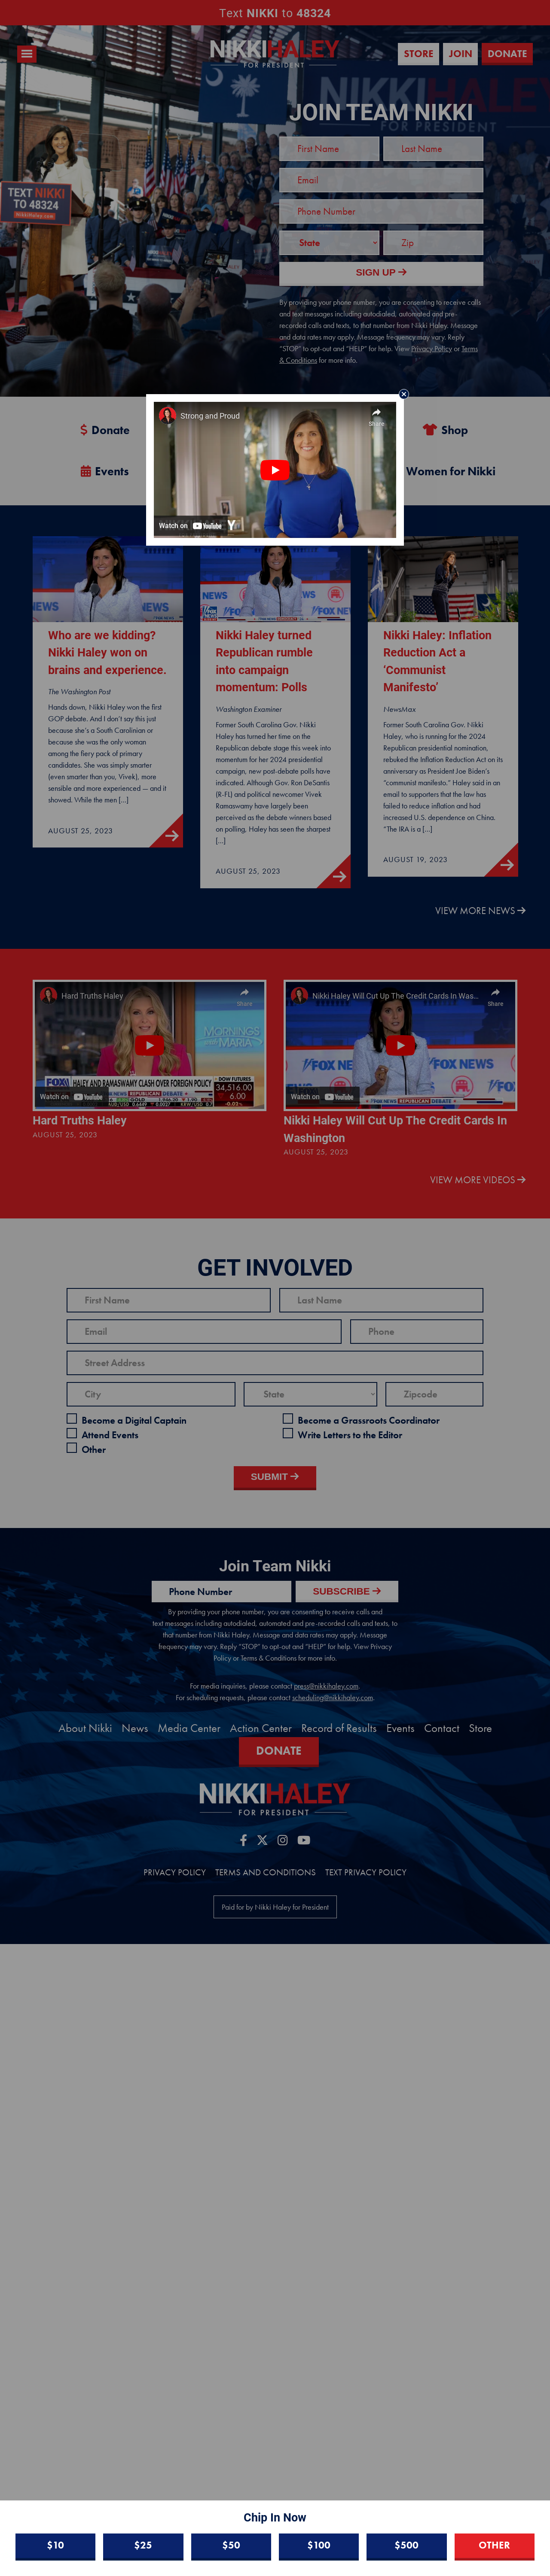 Text NIKKI to 48324
NIKKI HALEY
FOR PRESIDENT
STORE
JOIN
DONATE
TEXT NIKKI
TO 48324
NikkiHaley.com
JOIN TEAM NIKKI
First Name
Last Name
Email
Phone Number
State
Zip
SIGN UP
By providing your phone number, you are consenting to receive calls
and text messages including autodialed, automated and pre-
recorded calls and texts, to that number from Nikki Haley. Message
and data rates may apply. Message frequency may vary. Reply
"STOP" to opt-out and "HELP" for help. View Privacy Policy or Terms
& Conditions for more info.
Donate
Shop
Events
Women for Nikki
Strong and Proud
Share
Watch on YouTube
Who are we kidding?
Nikki Haley won on
brains and experience.
The Washington Post
Hands down, Nikki Haley won the first
GOP debate. And I don't say this just
because she's a South Carolinian or
because she was the only woman
among the fiery pack of primary
candidates. She was simply smarter
(even smarter than you, Vivek), more
sensible and more experienced — and it
showed. While the men [...]
AUGUST 25, 2023
Nikki Haley turned
Republican rumble
into campaign
momentum: Polls
Washington Examiner
Former South Carolina Gov. Nikki
Haley has turned her time on the
Republican debate stage this week into
momentum for her 2024 presidential
campaign, new post-debate polls have
indicated. Although Gov. Ron DeSantis
(R-FL) and political newcomer Vivek
Ramaswamy have largely been
perceived as the debate winners based
on polling, Haley has seen the sharpest
[...]
AUGUST 25, 2023
Nikki Haley: Inflation
Reduction Act a
'Communist
Manifesto'
NewsMax
Former South Carolina Gov. Nikki
Haley, who is running for the 2024
Republican presidential nomination,
rebuked the Inflation Reduction Act on its
anniversary as President Joe Biden's
"communist manifesto." Haley said in an
email to supporters that the law has
failed to reduce inflation and had
increased U.S. dependence on China.
"The IRA is a [...]
AUGUST 19, 2023
VIEW MORE NEWS
Hard Truths Haley
Share
MORNINGS
MARIA
HALEY AND RAMASWAMY CLASH OVER FOREIGN POLICY
DOW FUTURES
34,516.00
6.00
Watch on YouTube
Hard Truths Haley
AUGUST 25, 2023
Nikki Haley Will Cut Up The Credit Cards In Was...
Share
Watch on YouTube
Nikki Haley Will Cut Up The Credit Cards In
Washington
AUGUST 25, 2023
VIEW MORE VIDEOS
GET INVOLVED
First Name
Last Name
Email
Phone
Street Address
City
State
Zipcode
Become a Digital Captain
Become a Grassroots Coordinator
Attend Events
Write Letters to the Editor
Other
SUBMIT
Join Team Nikki
Phone Number
SUBSCRIBE
By providing your phone number, you are consenting to receive calls and
text messages including autodialed, automated and pre-recorded calls and texts, to
that number from Nikki Haley. Message and data rates may apply. Message
frequency may vary. Reply "STOP" to opt-out and "HELP" for help. View Privacy
Policy or Terms & Conditions for more info.
For media inquiries, please contact press@nikkihaley.com.
For scheduling requests, please contact scheduling@nikkihaley.com.
About Nikki News Media Center Action Center Record of Results Events Contact Store
DONATE
NIKKI HALEY
FOR PRESIDENT
PRIVACY POLICY TERMS AND CONDITIONS TEXT PRIVACY POLICY
Paid for by Nikki Haley for President
Chip In Now
$10
$25
$50
$100
$500
OTHER